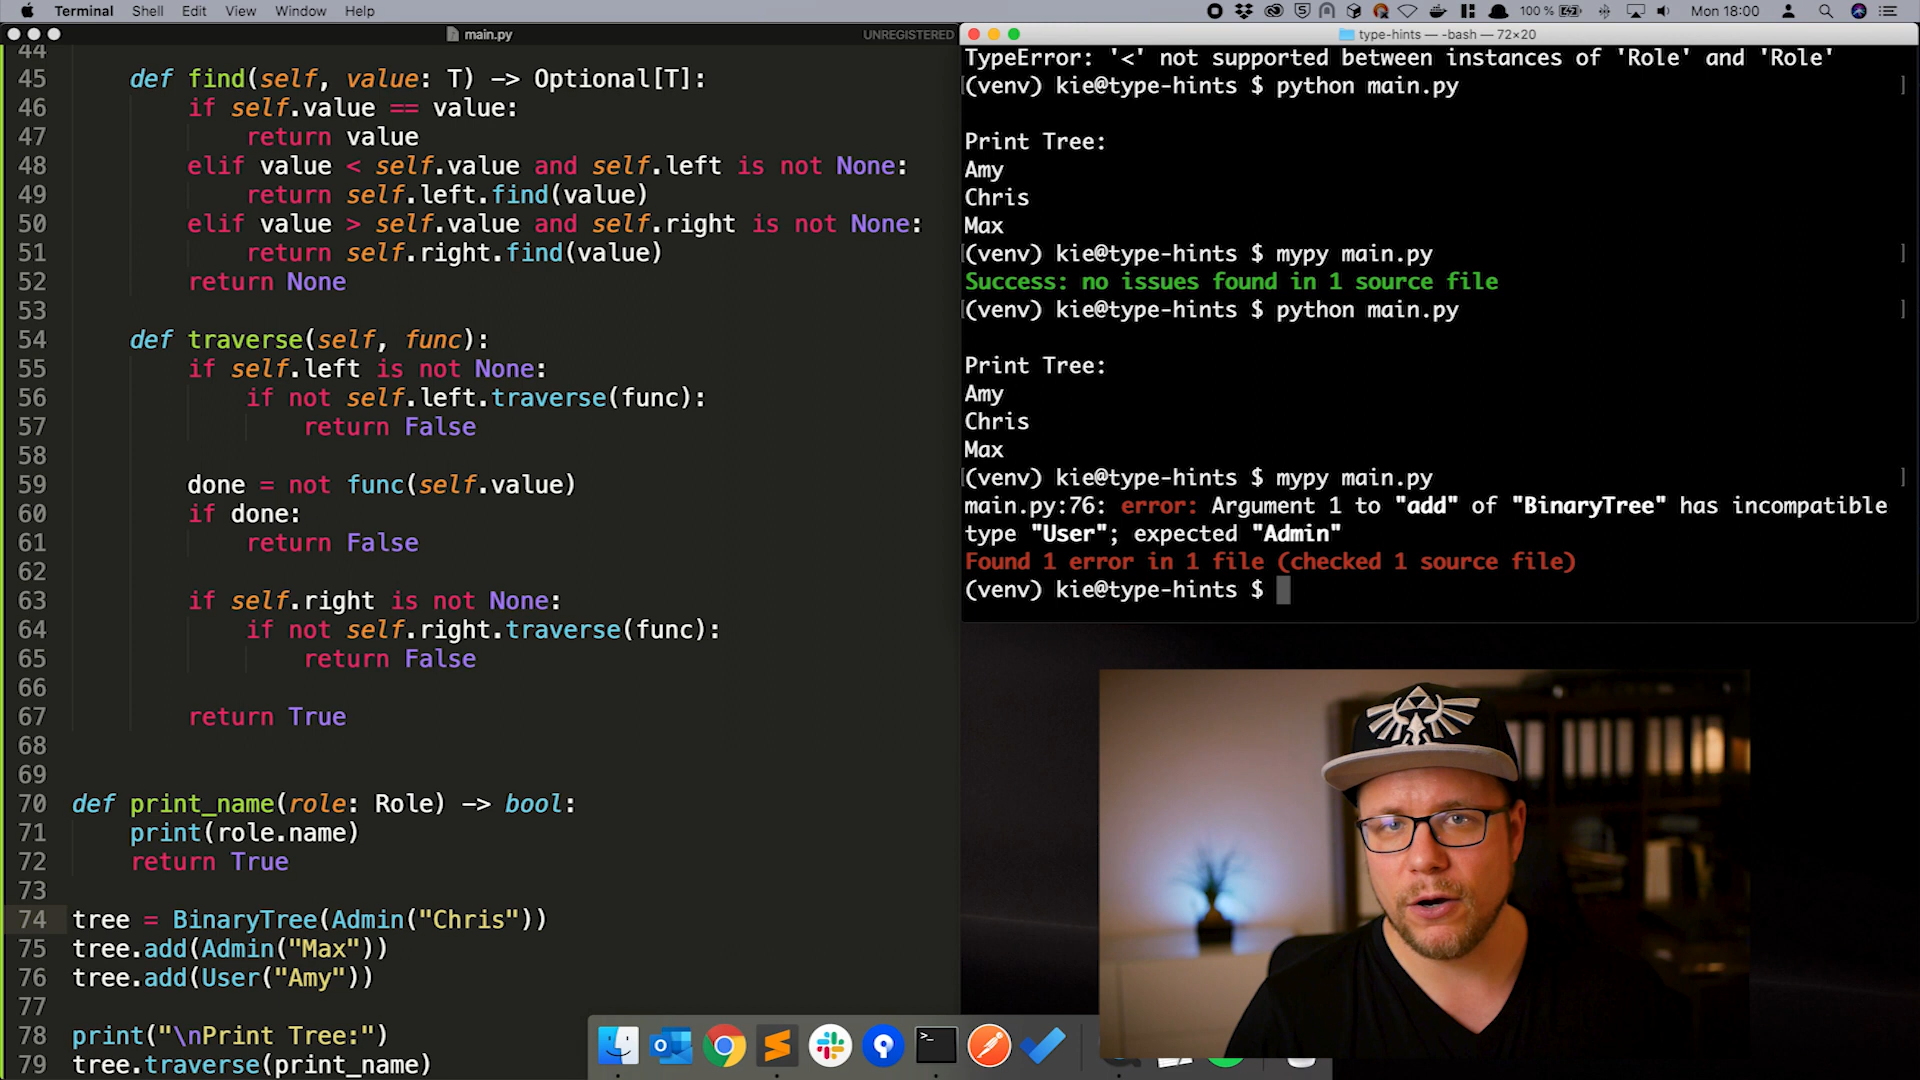 Terminal Shell Edit View Window Help
100 % Mon 18:00
main.py UNREGISTERED
44
45 def find(self, value: T) -> Optional[T]:
46 if self.value == value:
47 return value
48 elif value < self.value and self.left is not None:
49 return self.left.find(value)
50 elif value > self.value and self.right is not None:
51 return self.right.find(value)
52 return None
53
54 def traverse(self, func):
55 if self.left is not None:
56 if not self.left.traverse(func):
57 return False
58
59 done = not func(self.value)
60 if done:
61 return False
62
63 if self.right is not None:
64 if not self.right.traverse(func):
65 return False
66
67 return True
68
69
70 def print_name(role: Role) -> bool:
71 print(role.name)
72 return True
73
74 tree = BinaryTree(Admin("Chris"))
75 tree.add(Admin("Max"))
76 tree.add(User("Amy"))
77
78 print("\nPrint Tree:")
79 tree.traverse(print_name)
type-hints — -bash — 72×20
TypeError: '<' not supported between instances of 'Role' and 'Role'
(venv) kie@type-hints $ python main.py
Print Tree:
Amy
Chris
Max
(venv) kie@type-hints $ mypy main.py
Success: no issues found in 1 source file
(venv) kie@type-hints $ python main.py
Print Tree:
Amy
Chris
Max
(venv) kie@type-hints $ mypy main.py
main.py:76: error: Argument 1 to "add" of "BinaryTree" has incompatible
type "User"; expected "Admin"
Found 1 error in 1 file (checked 1 source file)
(venv) kie@type-hints $